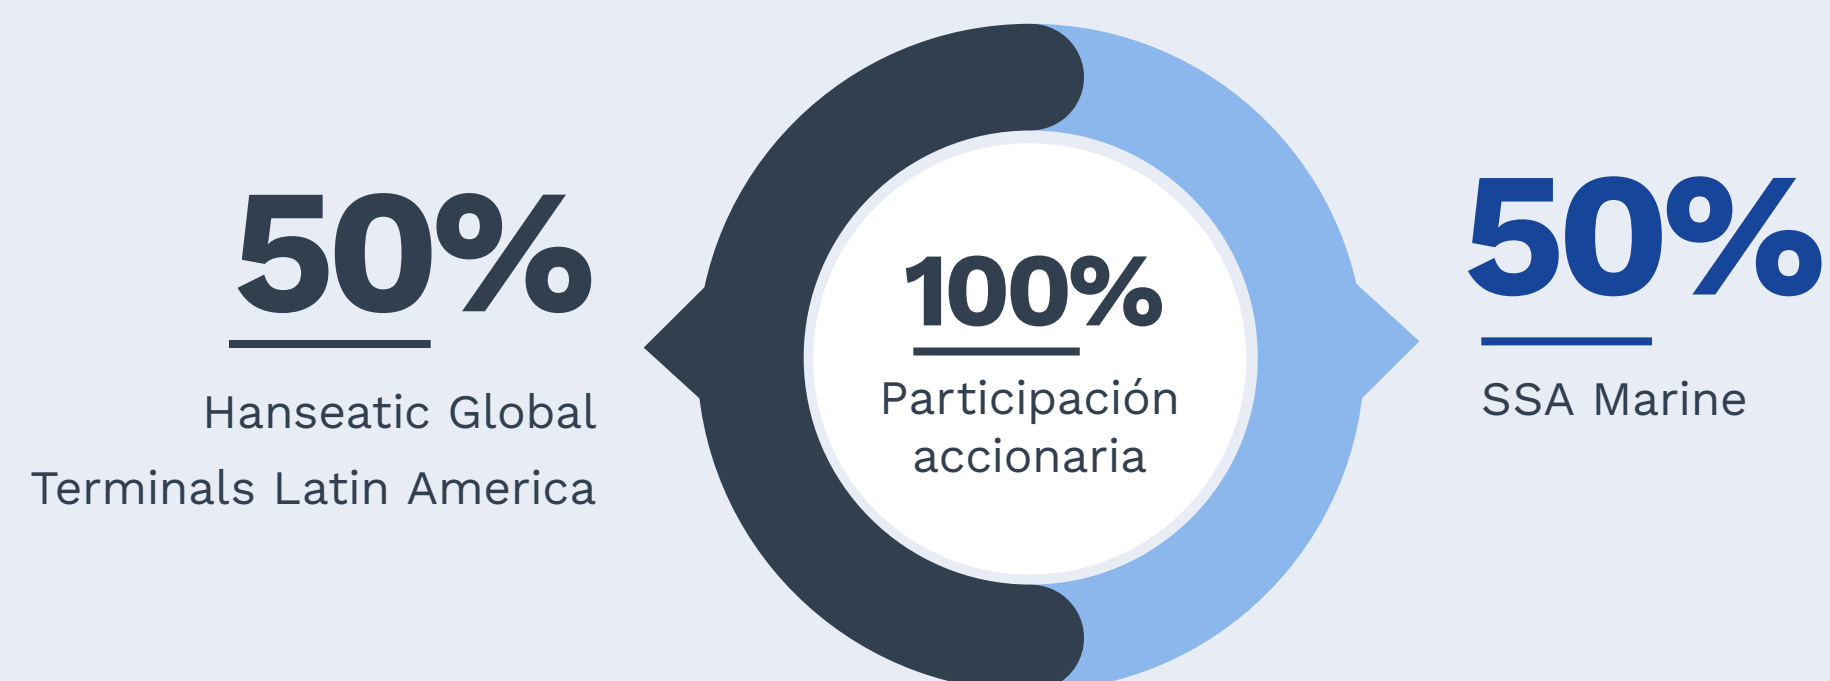 50%
Hanseatic Global
Terminals Latin America
100%
Participación
accionaria
50%
SSA Marine